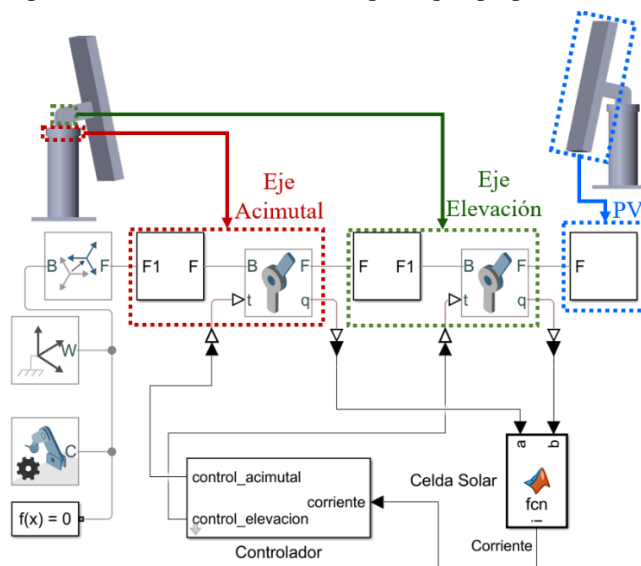 Eje
Acimutal
Eje
Elevación
PV
B
F
F1
F
B
F
t
q
F
F1
B
F
t
q
F
W
C
f(x) = 0
control_acimutal
control_elevacion
corriente
Controlador
Celda Solar
a
b
fcn
i
Corriente